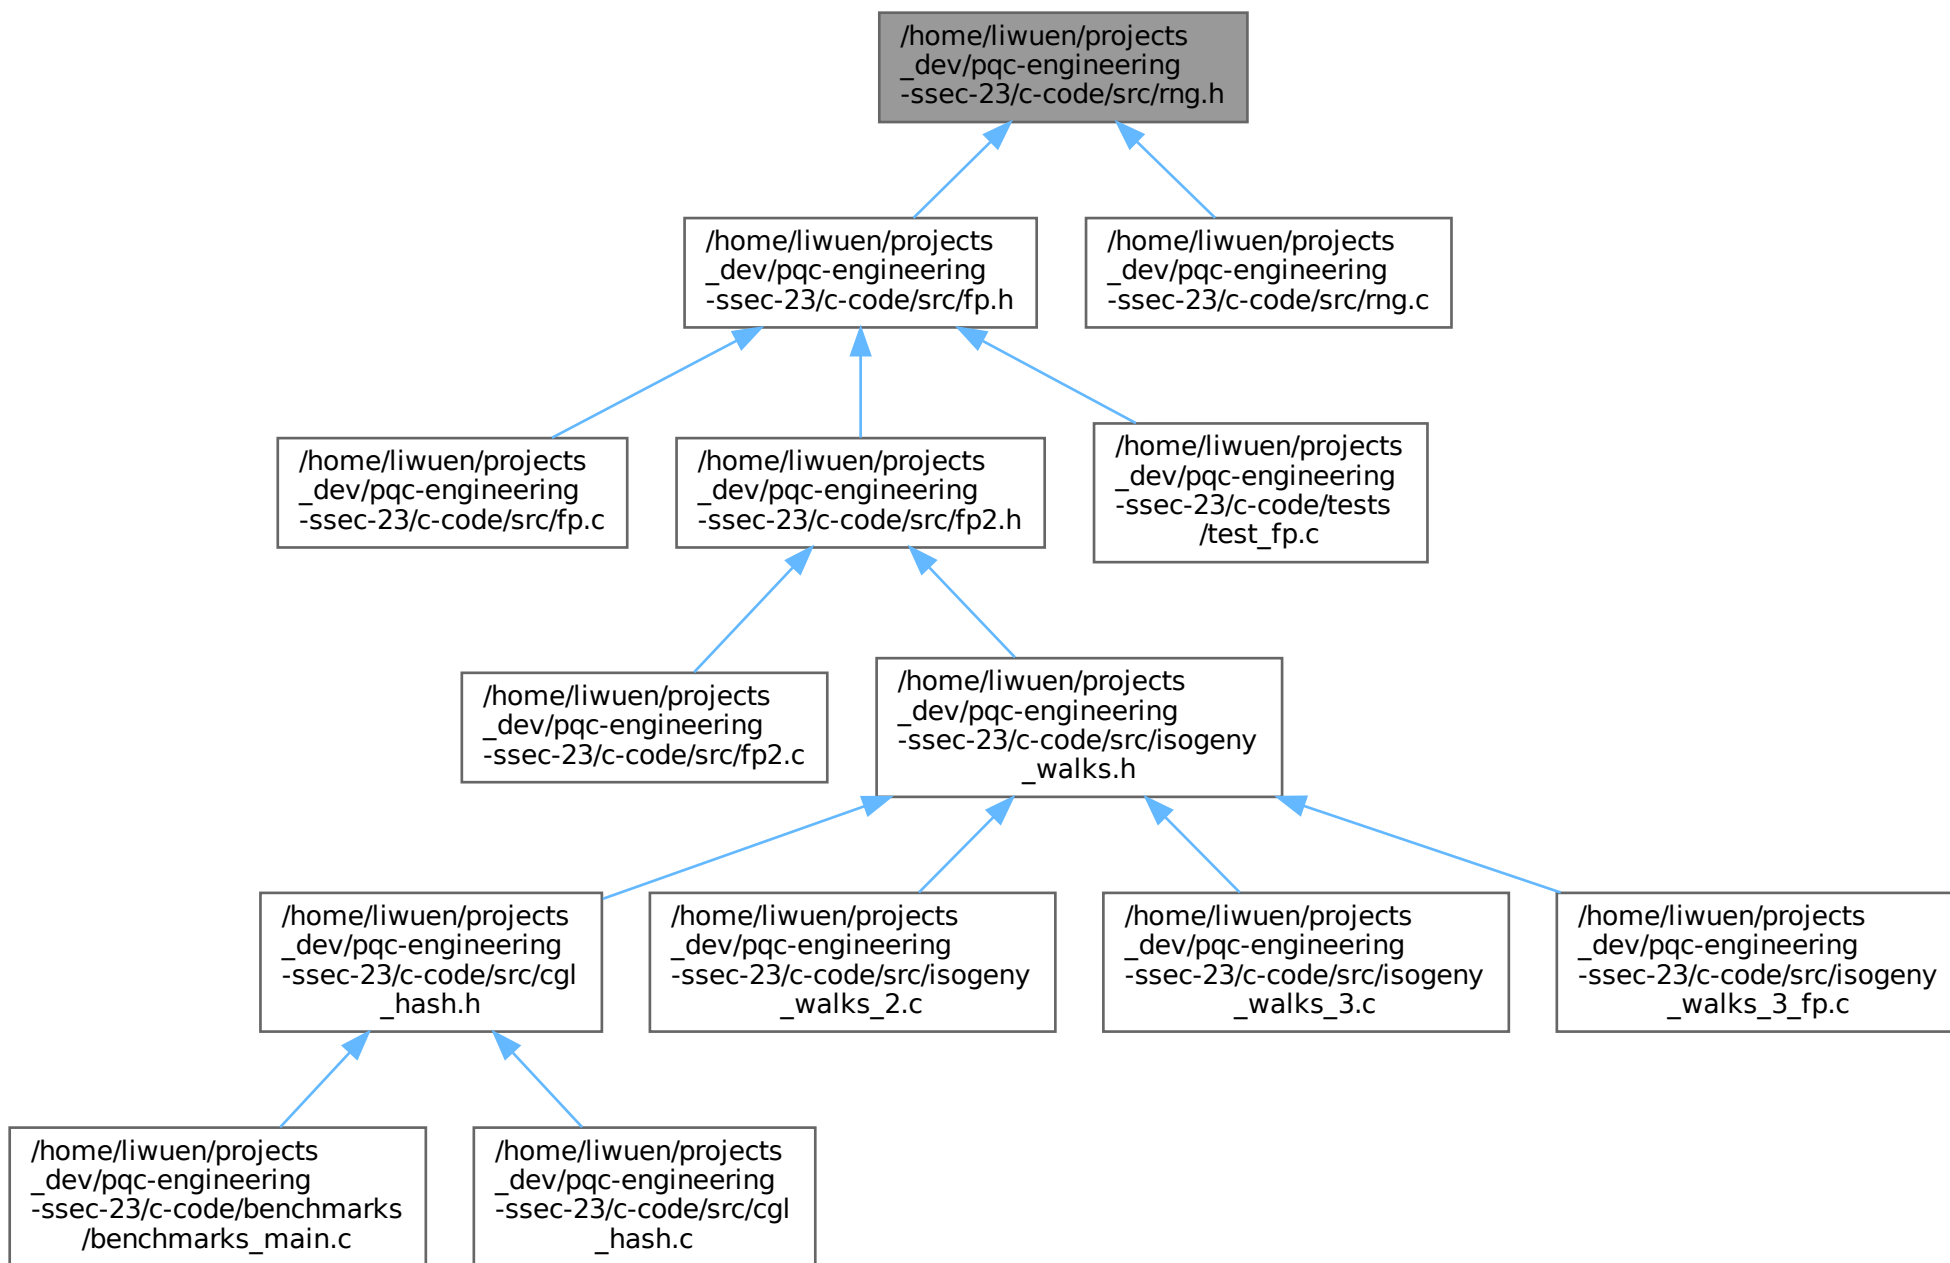 /home/liwuen/projects
_dev/pqc-engineering
-ssec-23/c-code/src/rng.h
/home/liwuen/projects
_dev/pqc-engineering
-ssec-23/c-code/src/fp.h
/home/liwuen/projects
_dev/pqc-engineering
-ssec-23/c-code/src/rng.c
/home/liwuen/projects
_dev/pqc-engineering
-ssec-23/c-code/src/fp.c
/home/liwuen/projects
_dev/pqc-engineering
-ssec-23/c-code/src/fp2.h
/home/liwuen/projects
_dev/pqc-engineering
-ssec-23/c-code/tests
/test_fp.c
/home/liwuen/projects
_dev/pqc-engineering
-ssec-23/c-code/src/fp2.c
/home/liwuen/projects
_dev/pqc-engineering
-ssec-23/c-code/src/isogeny
_walks.h
/home/liwuen/projects
_dev/pqc-engineering
-ssec-23/c-code/src/cgl
_hash.h
/home/liwuen/projects
_dev/pqc-engineering
-ssec-23/c-code/src/isogeny
_walks_2.c
/home/liwuen/projects
_dev/pqc-engineering
-ssec-23/c-code/src/isogeny
_walks_3.c
/home/liwuen/projects
_dev/pqc-engineering
-ssec-23/c-code/src/isogeny
_walks_3_fp.c
/home/liwuen/projects
_dev/pqc-engineering
-ssec-23/c-code/benchmarks
/benchmarks_main.c
/home/liwuen/projects
_dev/pqc-engineering
-ssec-23/c-code/src/cgl
_hash.c